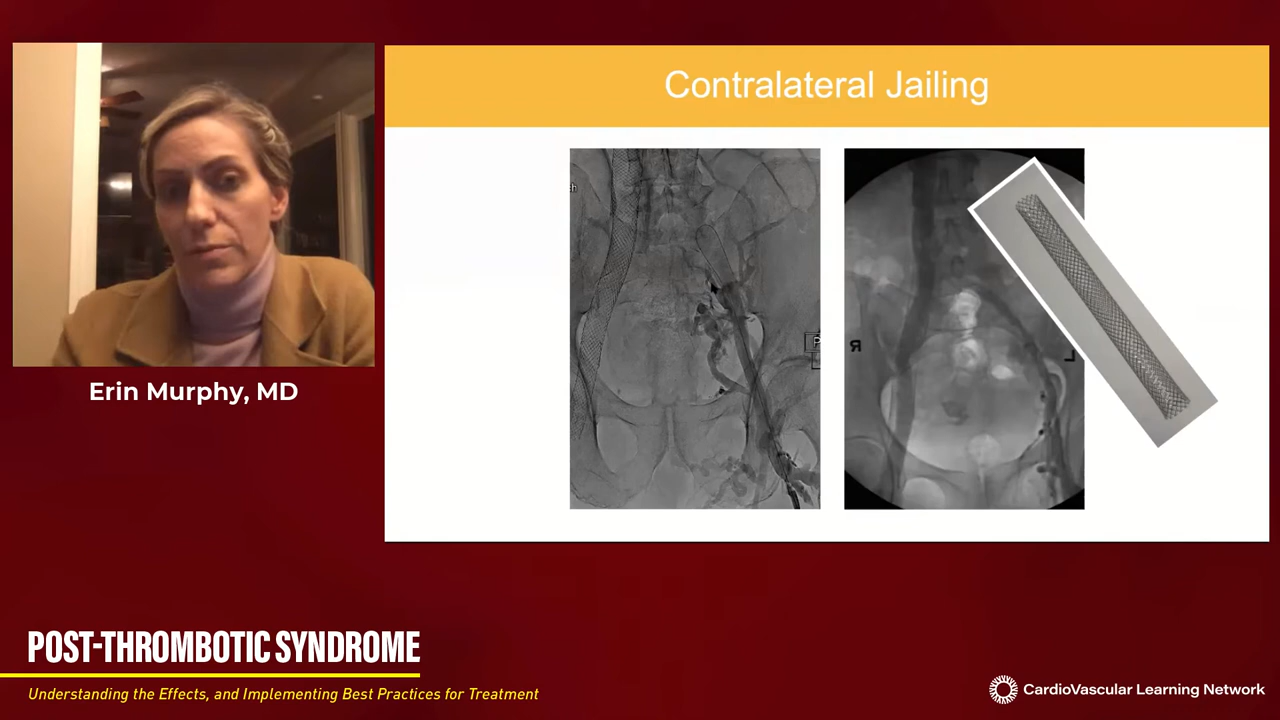 Contralateral Jailing
R
L
P
Erin Murphy, MD
POST-THROMBOTIC SYNDROME
Understanding the Effects, and Implementing Best Practices for Treatment
CardioVascular Learning Network